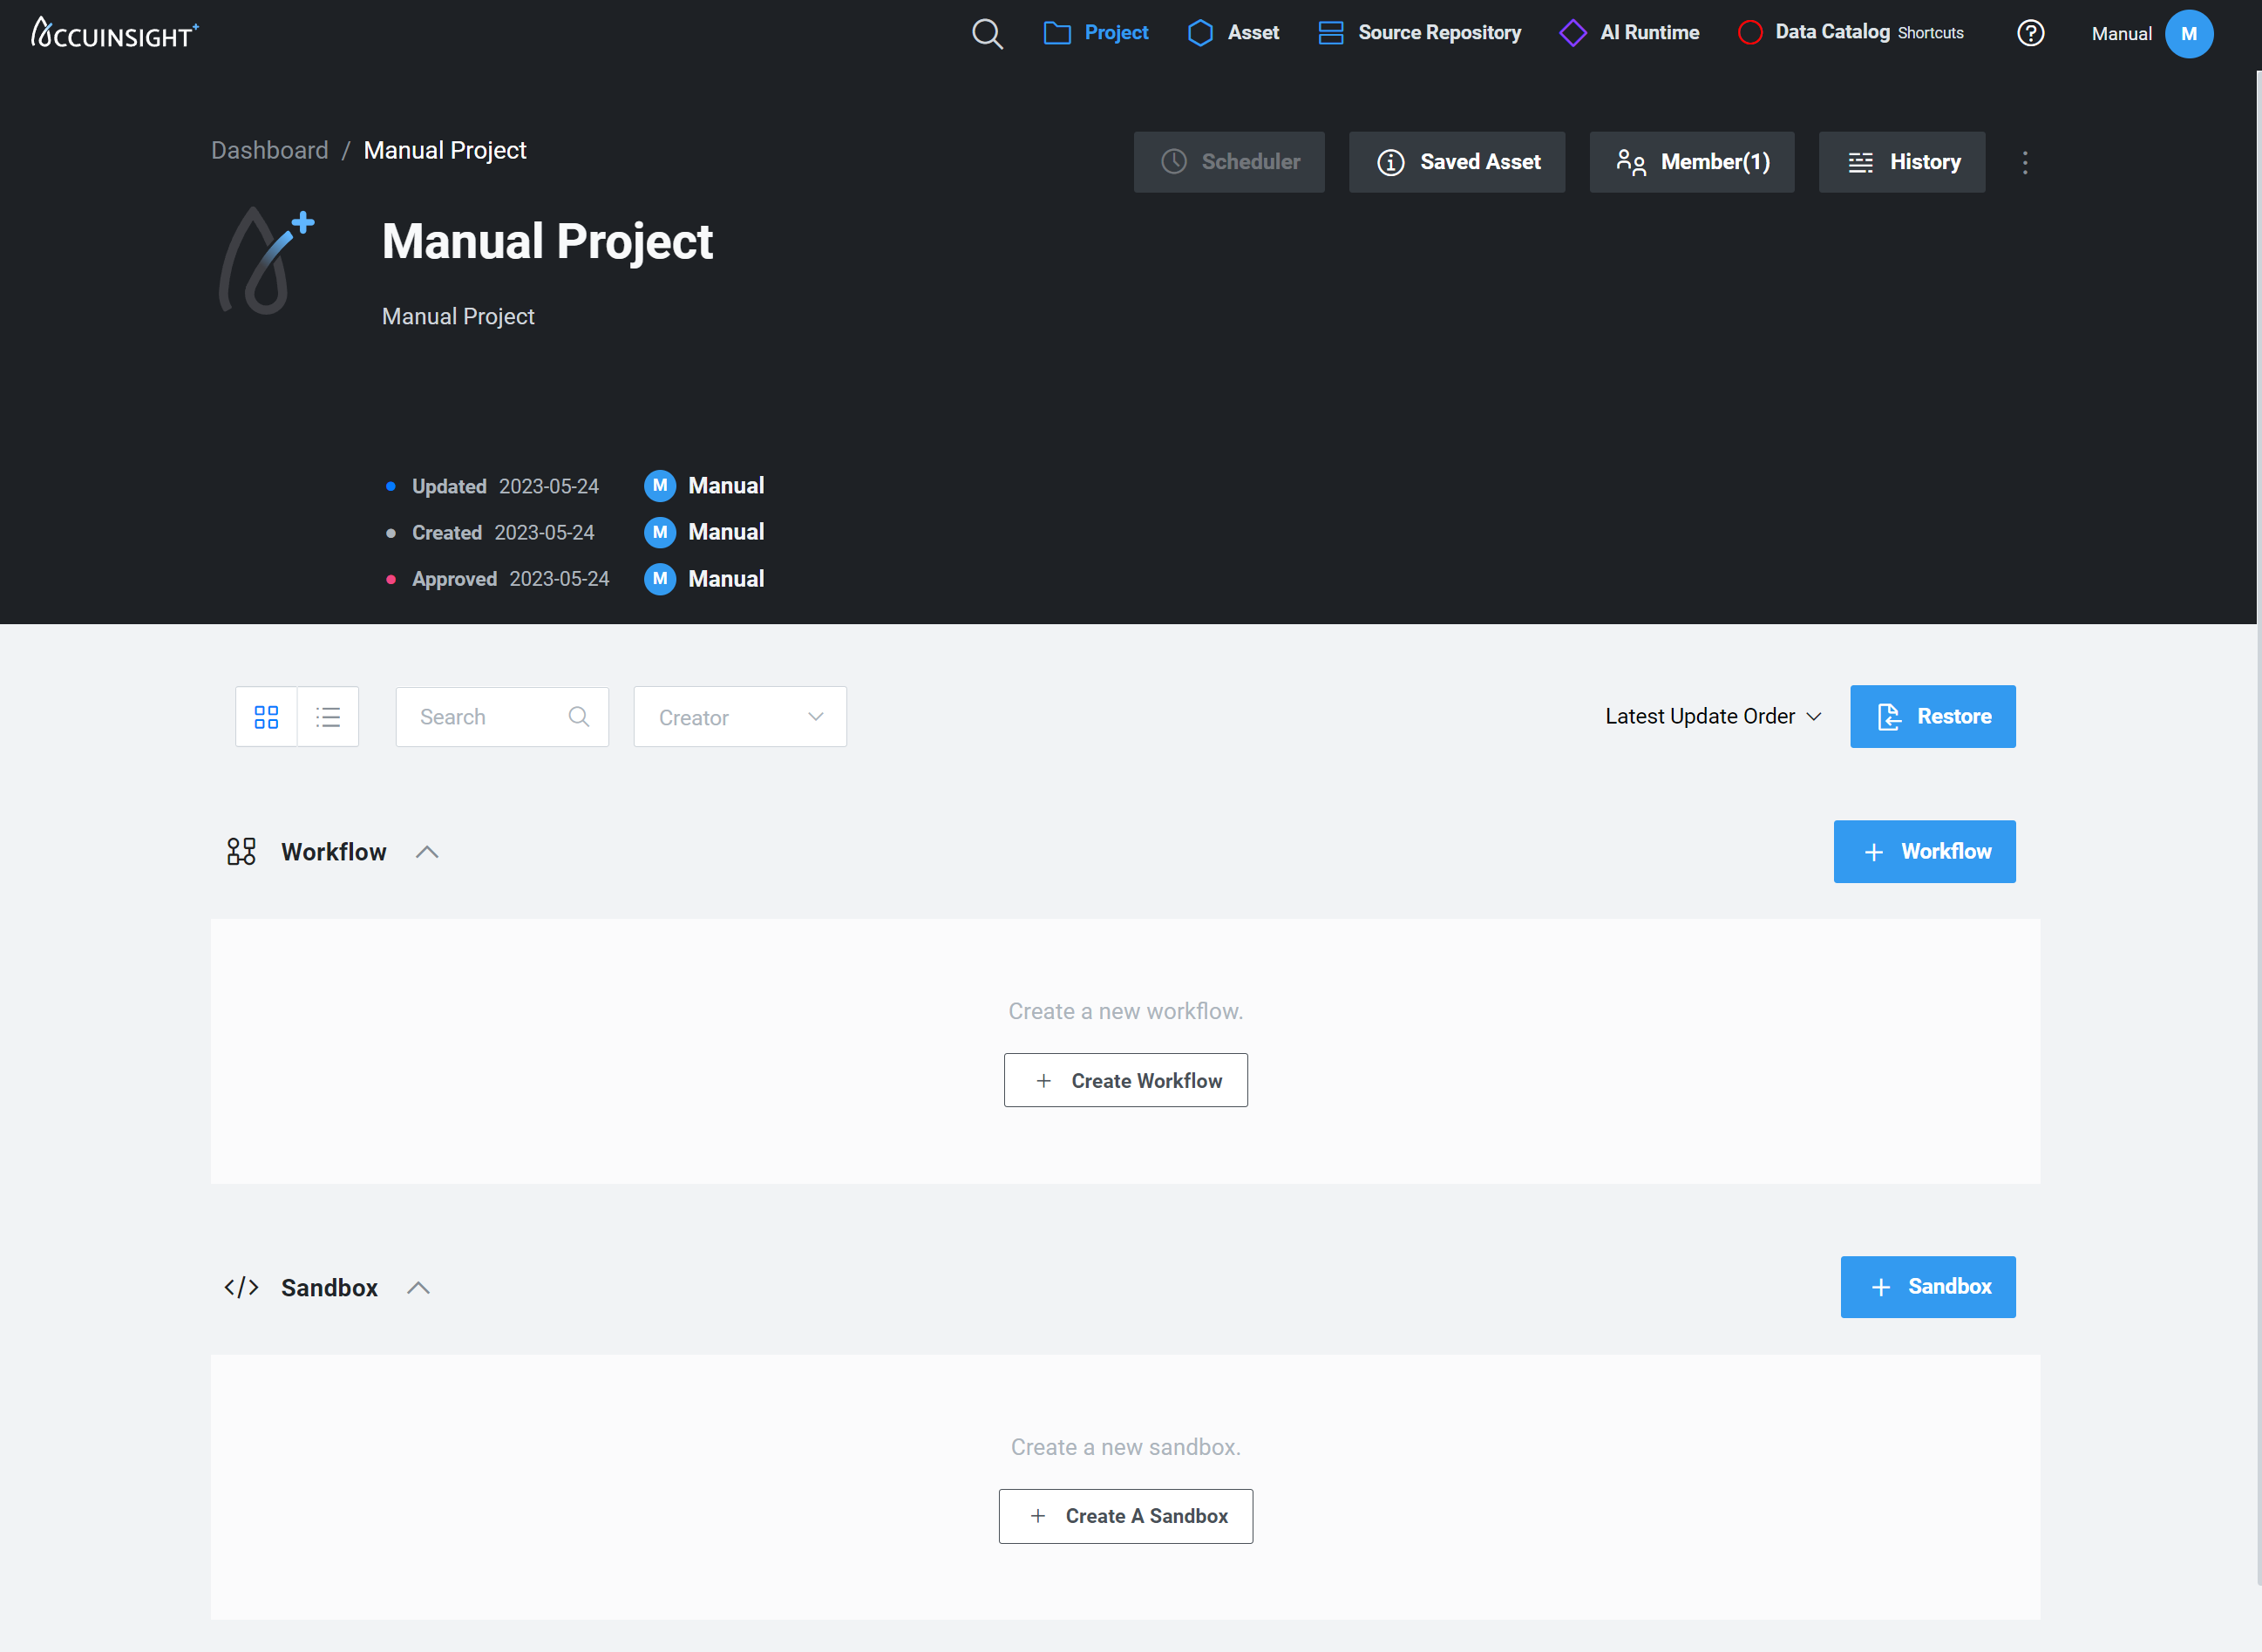 ACCUINSIGHT+
Project Asset Source Repository AI Runtime Data Catalog Shortcuts Manual M
Dashboard / Manual Project
Scheduler Saved Asset Member(1) History
Manual Project
Manual Project
Updated 2023-05-24 M Manual
Created 2023-05-24 M Manual
Approved 2023-05-24 M Manual
Search Creator Latest Update Order Restore
Workflow + Workflow
Create a new workflow.
+ Create Workflow
</> Sandbox + Sandbox
Create a new sandbox.
+ Create A Sandbox